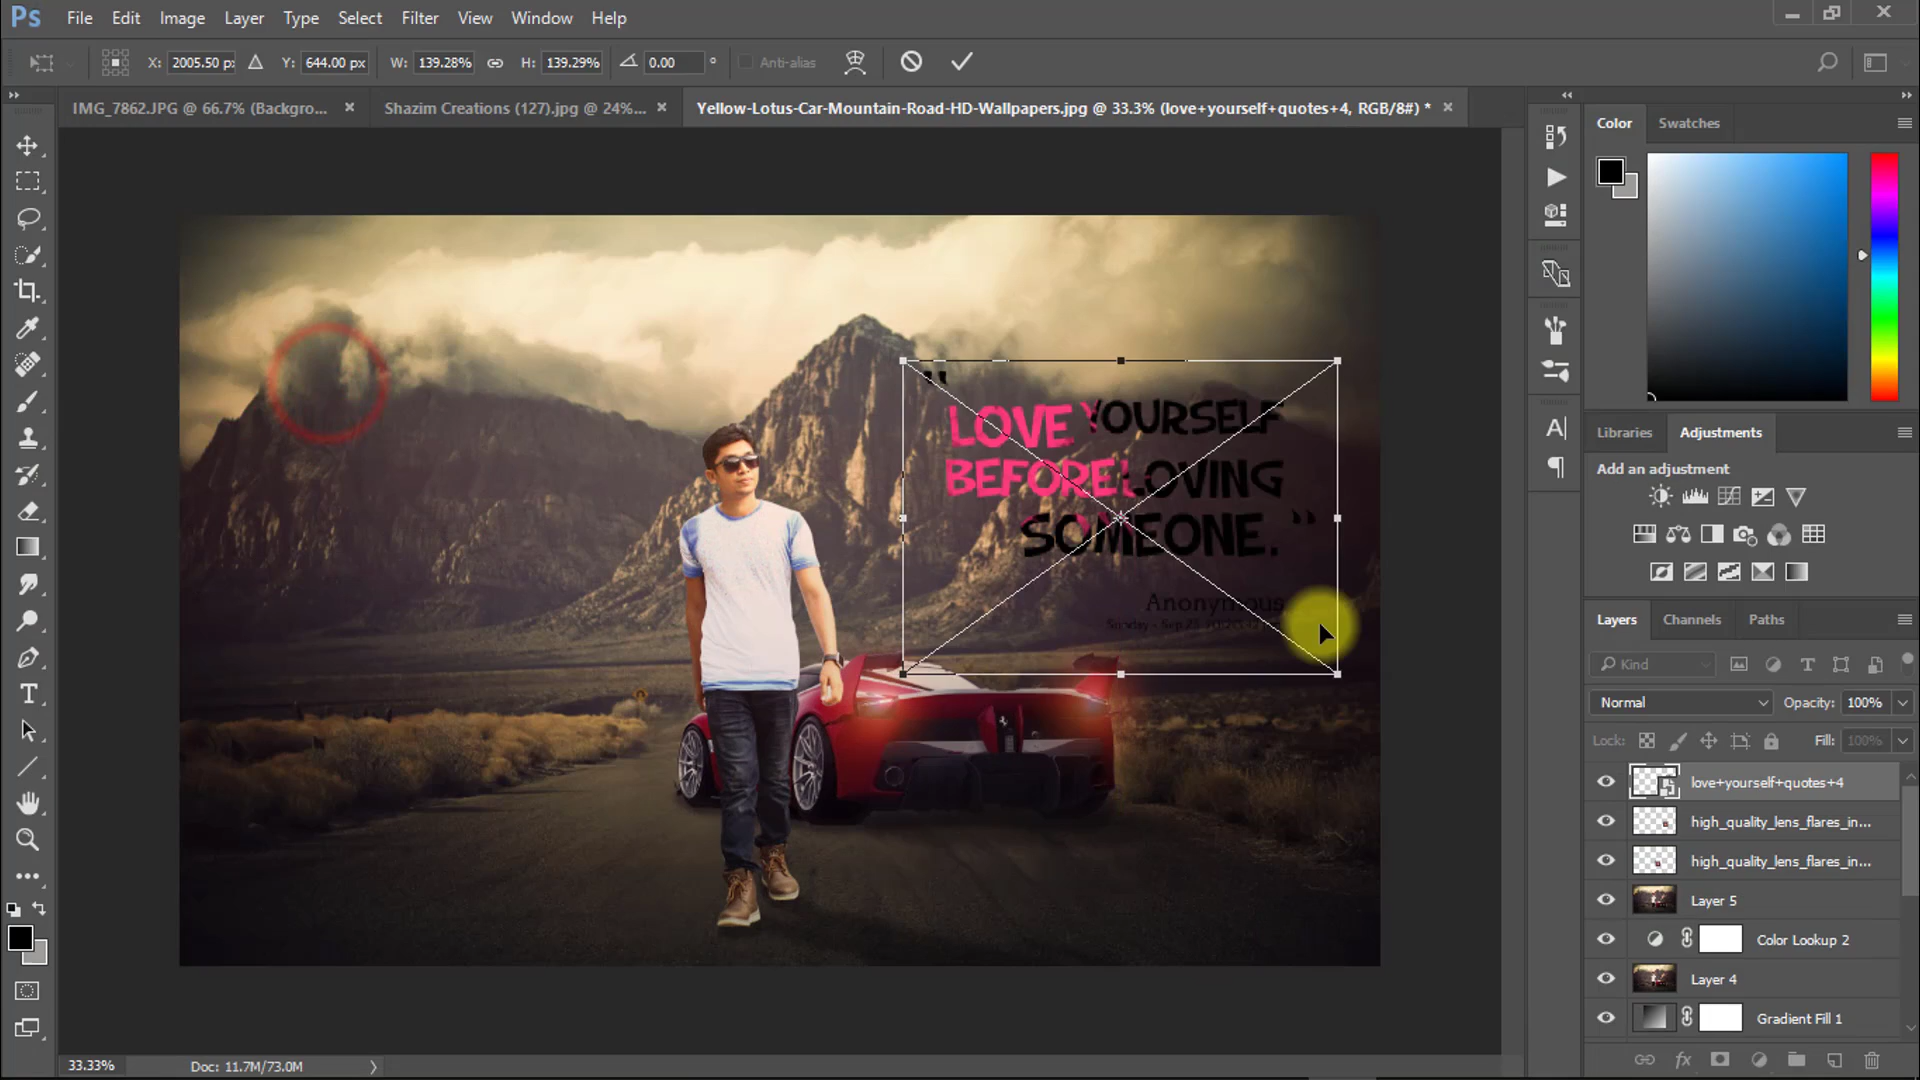 Ps File Edit Image Layer Type Select Filter View Window Help
X: 2005.50 px Y: 644.00 px W: 139.28% H: 139.29% 0.00 ° Anti-alias
IMG_7862.JPG @ 66.7% (Backgro... × Shazim Creations (127).jpg @ 24%... × Yellow-Lotus-Car-Mountain-Road-HD-Wallpapers.jpg @ 33.3% (love+yourself+quotes+4, RGB/8#) * ×
Color Swatches
"
LOVE YOURSELF
BEFORE LOVING
SOMEONE. "
Anonymous
Libraries Adjustments
Add an adjustment
Layers Channels Paths
Kind
Normal Opacity: 100%
Lock: Fill: 100%
love+yourself+quotes+4
high_quality_lens_flares_in...
high_quality_lens_flares_in...
Layer 5
Color Lookup 2
Layer 4
Gradient Fill 1
33.33% Doc: 11.7M/73.0M